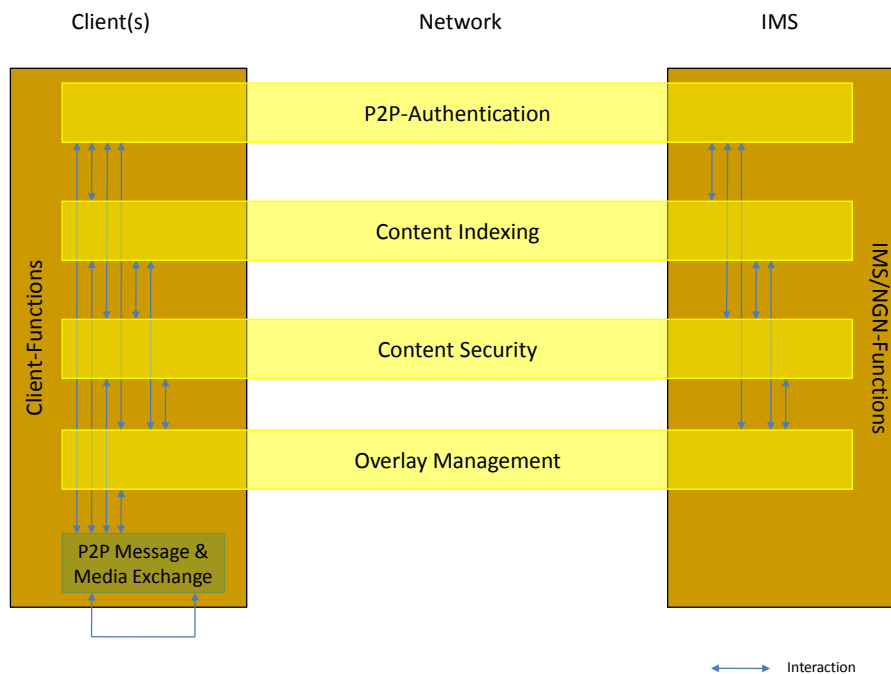 Client(s)
Network
IMS
P2P-Authentication
Content Indexing
Content Security
Overlay Management
Client-Functions
IMS/NGN-Functions
P2P Message &
Media Exchange
Interaction